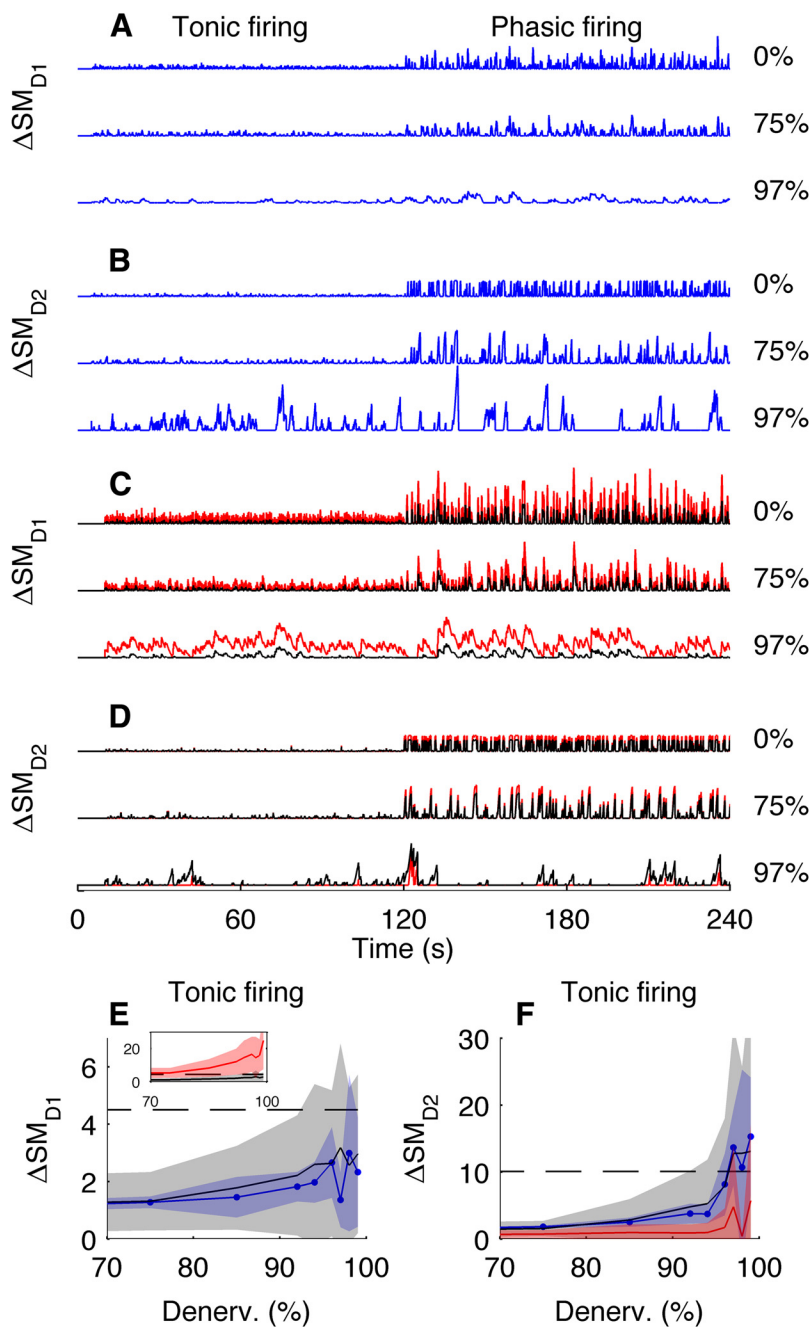 A Tonic firing Phasic firing
ΔSM_D1
0%
75%
97%
B
ΔSM_D2
0%
75%
97%
C
ΔSM_D1
0%
75%
97%
D
ΔSM_D2
0%
75%
97%
0 60 120 180 240
Time (s)
E Tonic firing
ΔSM_D1
6
4
2
0
20
0
70 100
70 80 90 100
Denerv. (%)
F Tonic firing
ΔSM_D2
30
20
10
0
70 80 90 100
Denerv. (%)